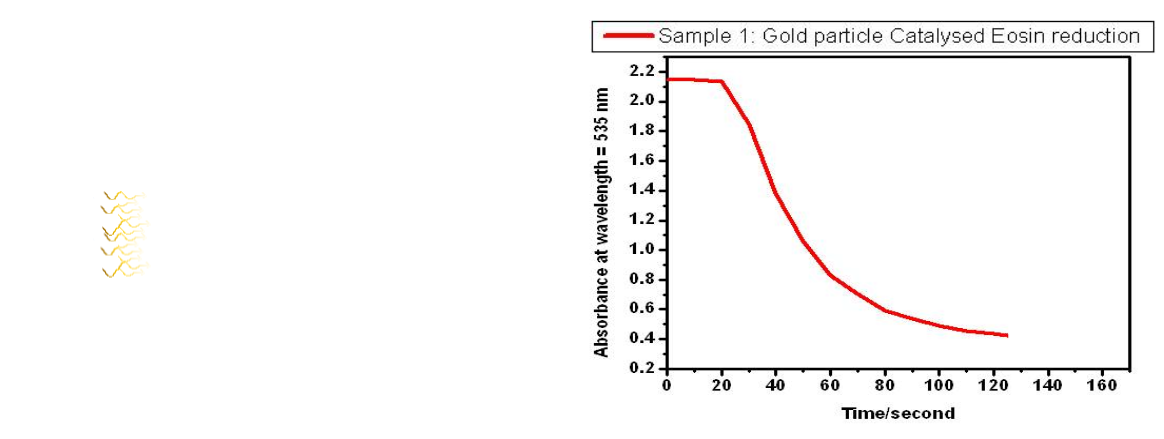 Sample 1: Gold particle Catalysed Eosin reduction
2.2
2.0
1.8
1.6
1.4
1.2
1.0
0.8
0.6
0.4
0.2
Absorbance at wavelength = 535 nm
0 20 40 60 80 100 120 140 160
Time/second